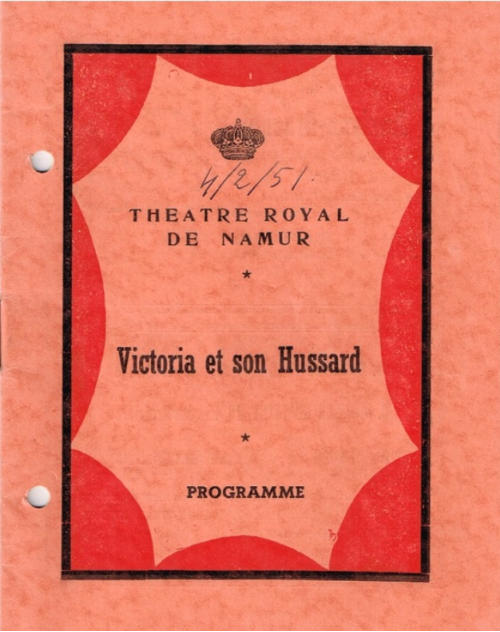 4/2/51.
THEATRE ROYAL
DE NAMUR
*
Victoria et son Hussard
*
PROGRAMME